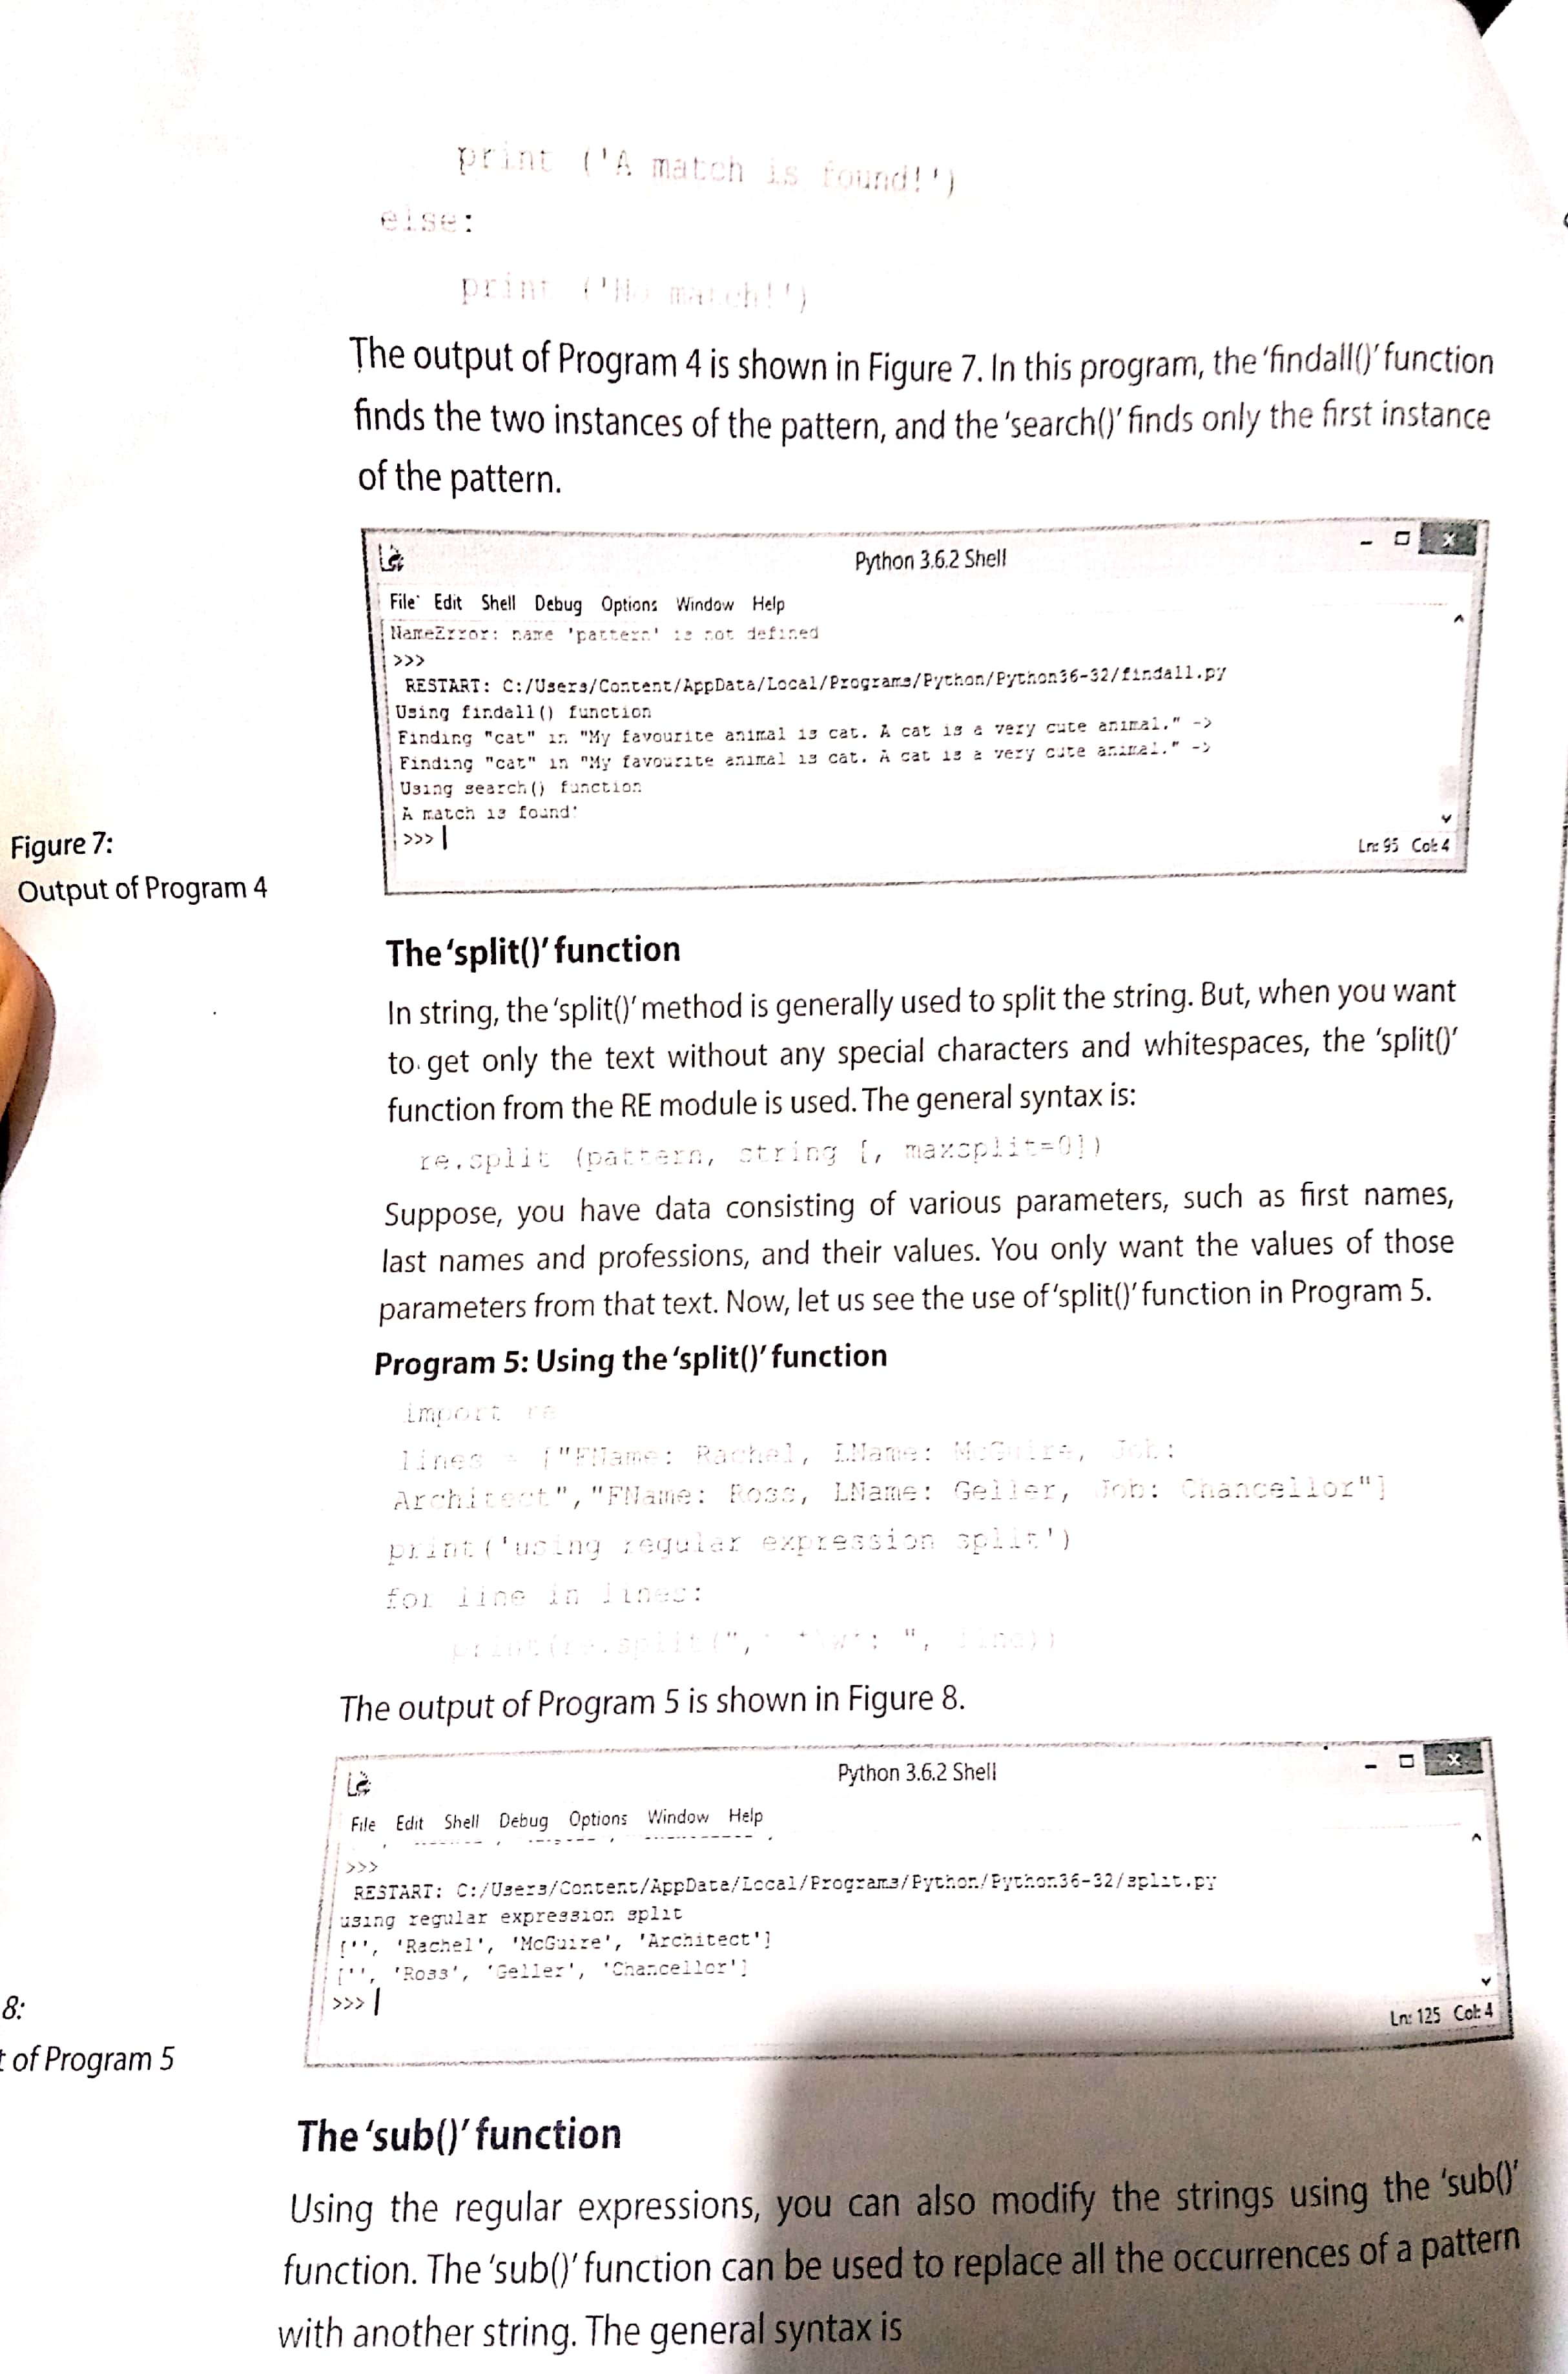 print ('A match is found!')
else:
print ('No match!')
The output of Program 4 is shown in Figure 7. In this program, the 'findall()' function
finds the two instances of the pattern, and the 'search()' finds only the first instance
of the pattern.
Python 3.6.2 Shell
File Edit Shell Debug Options Window Help
NameError: name 'pattern' is not defined
>>>
RESTART: C:/Users/Content/AppData/Local/Programs/Python/Python36-32/findall.py
Using findall() function
Finding "cat" in "My favourite animal is cat. A cat is a very cute animal." ->
Finding "cat" in "My favourite animal is cat. A cat is a very cute animal." ->
Using search() function
A match is found!
>>>
Ln: 95 Col: 4
Figure 7:
Output of Program 4
The 'split()' function
In string, the 'split()' method is generally used to split the string. But, when you want
to get only the text without any special characters and whitespaces, the 'split()'
function from the RE module is used. The general syntax is:
re.split (pattern, string [, maxsplit=0])
Suppose, you have data consisting of various parameters, such as first names,
last names and professions, and their values. You only want the values of those
parameters from that text. Now, let us see the use of 'split()' function in Program 5.
Program 5: Using the 'split()' function
import re
lines = ["FName: Rachel, LName: McGuire, Job:
Architect","FName: Ross, LName: Geller, Job: Chancellor"]
print('using regular expression split')
for line in lines:
print(re.split(", line))
The output of Program 5 is shown in Figure 8.
Python 3.6.2 Shell
File Edit Shell Debug Options Window Help
>>>
RESTART: C:/Users/Content/AppData/Local/Programs/Python/Python36-32/split.py
using regular expression split
['', 'Rachel', 'McGuire', 'Architect']
['', 'Ross', 'Geller', 'Chancellor']
>>>
Ln: 125 Col: 4
8:
t of Program 5
The 'sub()' function
Using the regular expressions, you can also modify the strings using the 'sub()'
function. The 'sub()' function can be used to replace all the occurrences of a pattern
with another string. The general syntax is